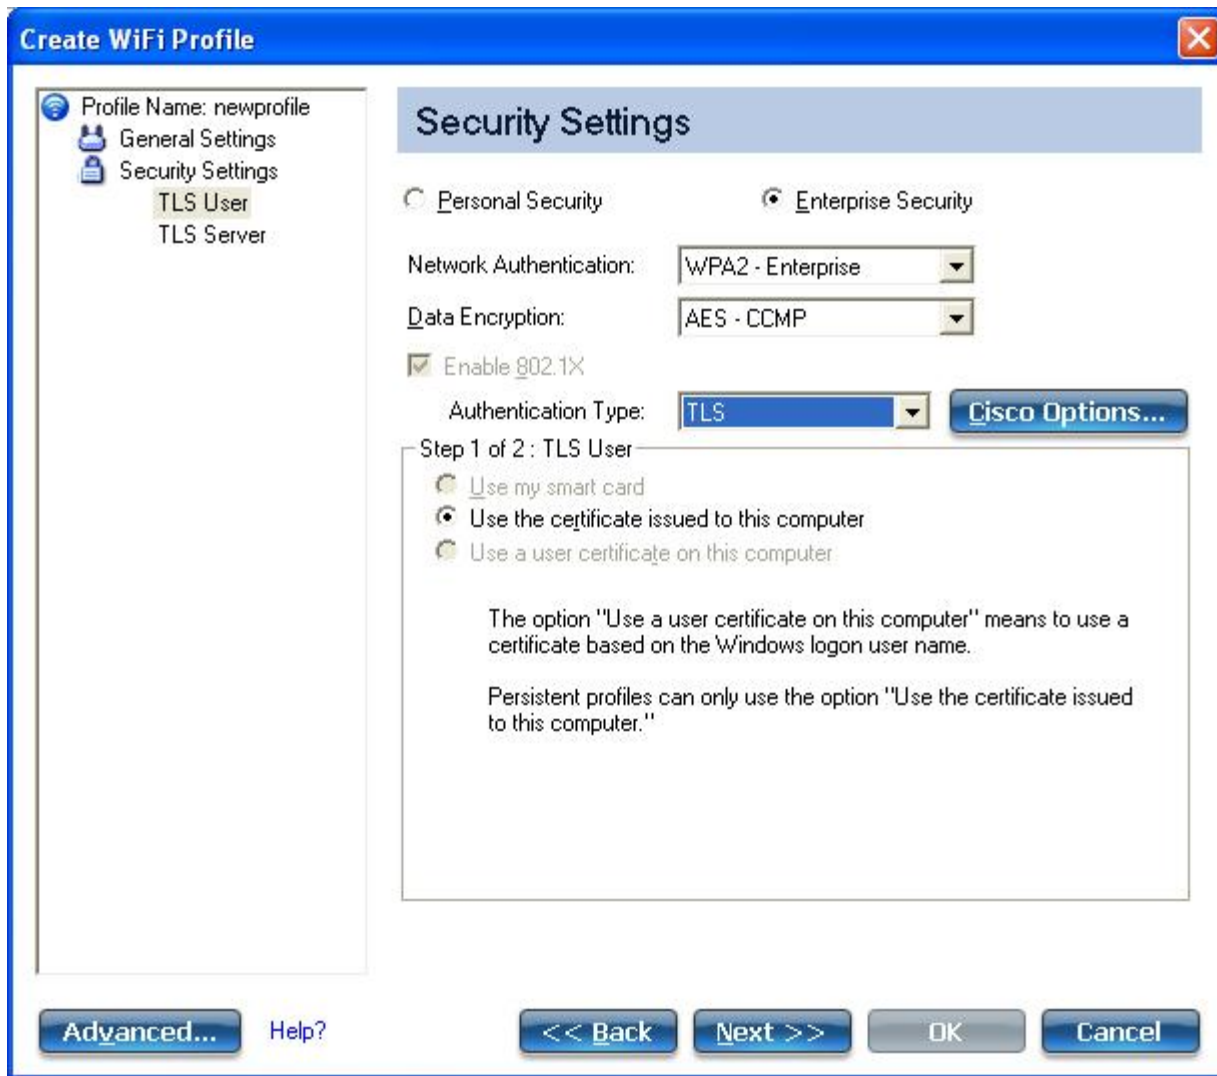 Create WiFi Profile
Profile Name: newprofile
General Settings
Security Settings
TLS User
TLS Server
Security Settings
Personal Security
Enterprise Security
Network Authentication:
WPA2 - Enterprise
Data Encryption:
AES - CCMP
Enable 802.1X
Authentication Type:
TLS
Cisco Options...
Step 1 of 2 : TLS User
Use my smart card
Use the certificate issued to this computer
Use a user certificate on this computer
The option "Use a user certificate on this computer" means to use a
certificate based on the Windows logon user name.
Persistent profiles can only use the option "Use the certificate issued
to this computer."
Advanced...
Help?
<< Back
Next >>
OK
Cancel